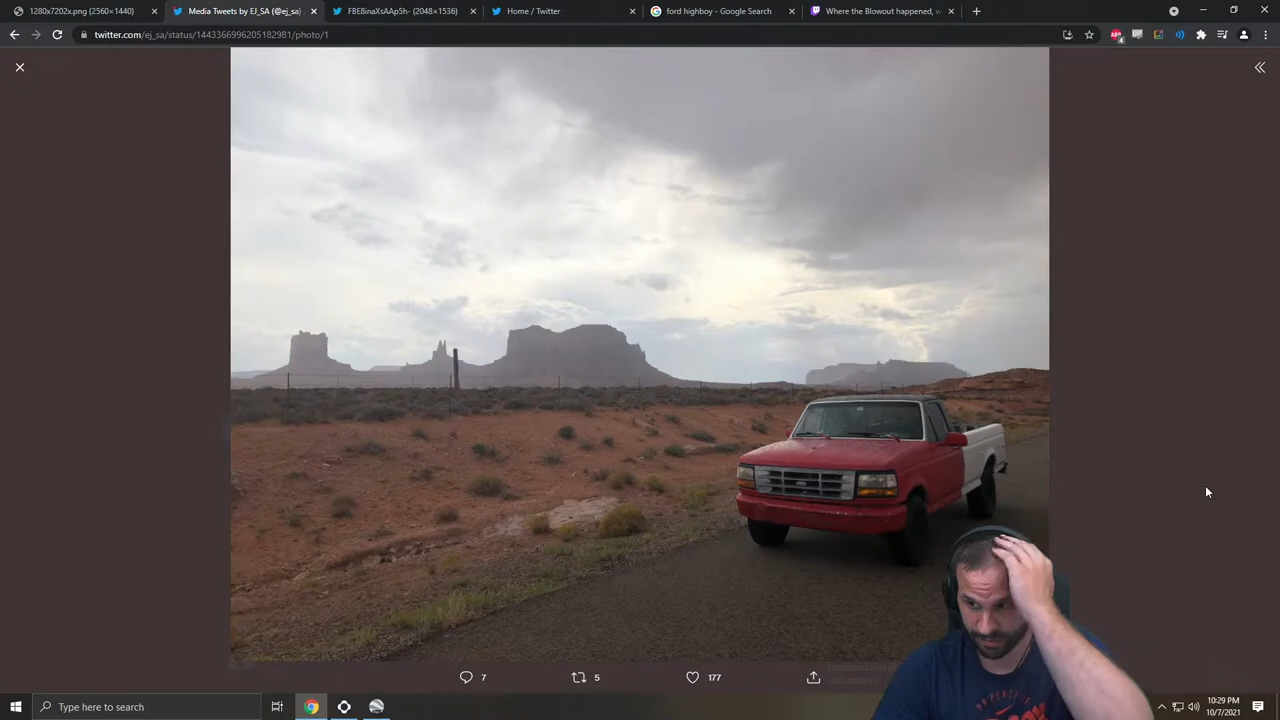 1280x7202x.png (2560×1440)
Media Tweets by EJ_SA (@ej_sa)
FBE8inaXsAAp5h- (2048×1536)
Home / Twitter
ford highboy - Google Search
Where the Blowout happened, w
twitter.com/ej_sa/status/1443366996205182981/photo/1
7
5
177
Type here to search
10:29 PM
10/7/2021